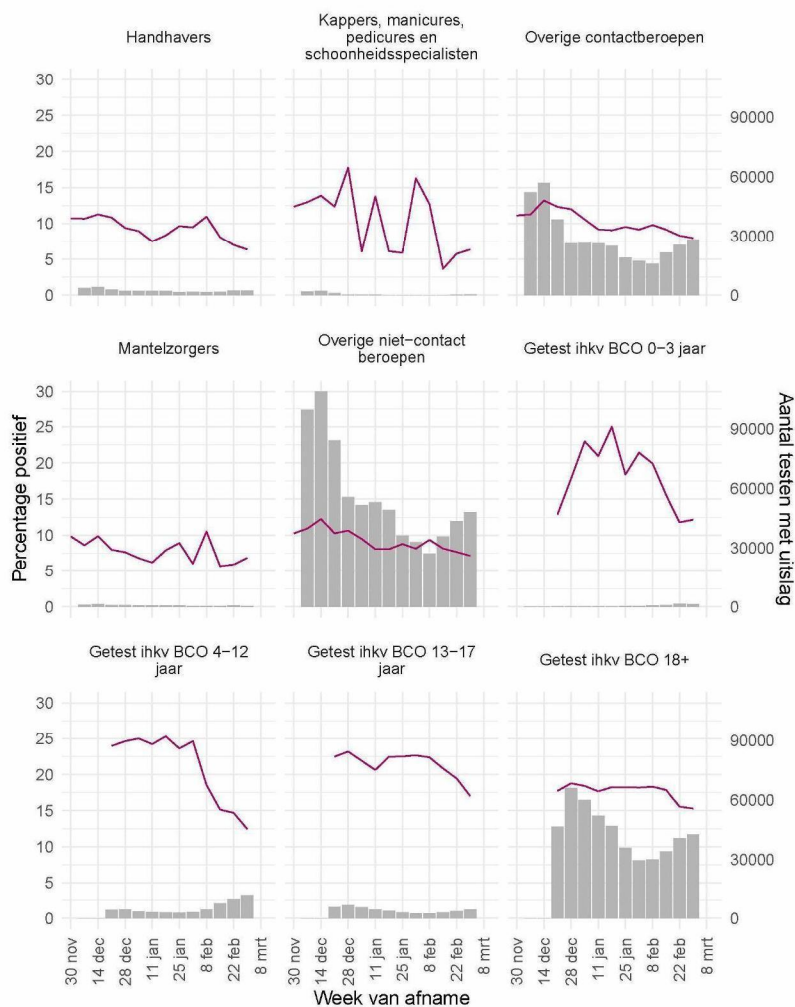 Handhavers
Kappers, manicures,
pedicures en
schoonheidsspecialisten
Overige contactberoepen
30
25
20
15
10
5
0
90000
60000
30000
0
Mantelzorgers
Overige niet−contact
beroepen
Getest ihkv BCO 0−3 jaar
Percentage positief
30
25
20
15
10
5
0
90000
60000
30000
0
Aantal testen met uitslag
Getest ihkv BCO 4−12
jaar
Getest ihkv BCO 13−17
jaar
Getest ihkv BCO 18+
30
25
20
15
10
5
0
90000
60000
30000
0
30 nov
14 dec
28 dec
11 jan
25 jan
8 feb
22 feb
8 mrt
30 nov
14 dec
28 dec
11 jan
25 jan
8 feb
22 feb
8 mrt
30 nov
14 dec
28 dec
11 jan
25 jan
8 feb
22 feb
8 mrt
Week van afname